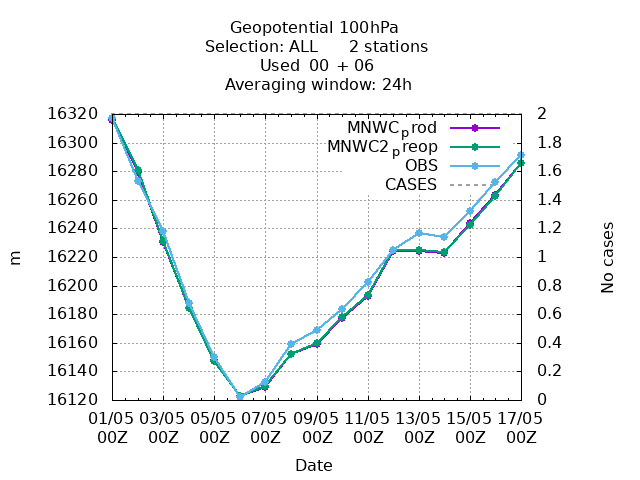 Geopotential 100hPa
Selection: ALL 2 stations
Used 00 + 06
Averaging window: 24h
16320
16300
16280
16260
16240
16220
16200
16180
16160
16140
16120
2
1.8
1.6
1.4
1.2
1
0.8
0.6
0.4
0.2
0
MNWCprod
MNWC2preop
OBS
CASES
m
No cases
01/05 03/05 05/05 07/05 09/05 11/05 13/05 15/05 17/05
00Z 00Z 00Z 00Z 00Z 00Z 00Z 00Z 00Z
Date